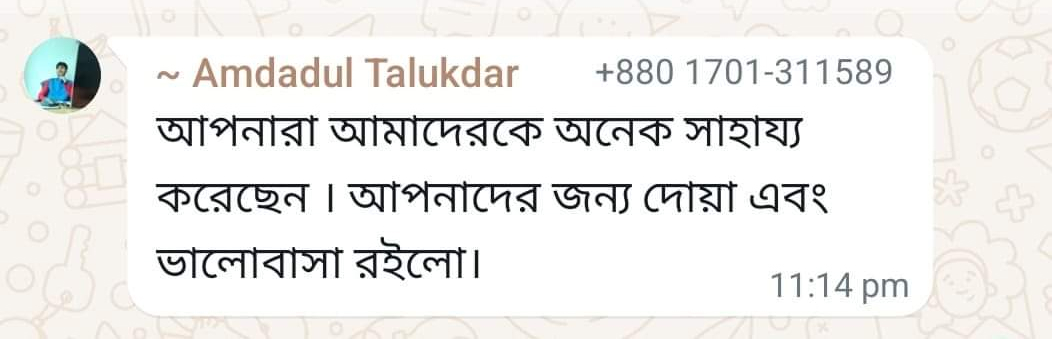 ~ Amdadul Talukdar +880 1701-311589
আপনারা আমাদেরকে অনেক সাহায্য
করেছেন । আপনাদের জন্য দোয়া এবং
ভালোবাসা রইলো।
11:14 pm